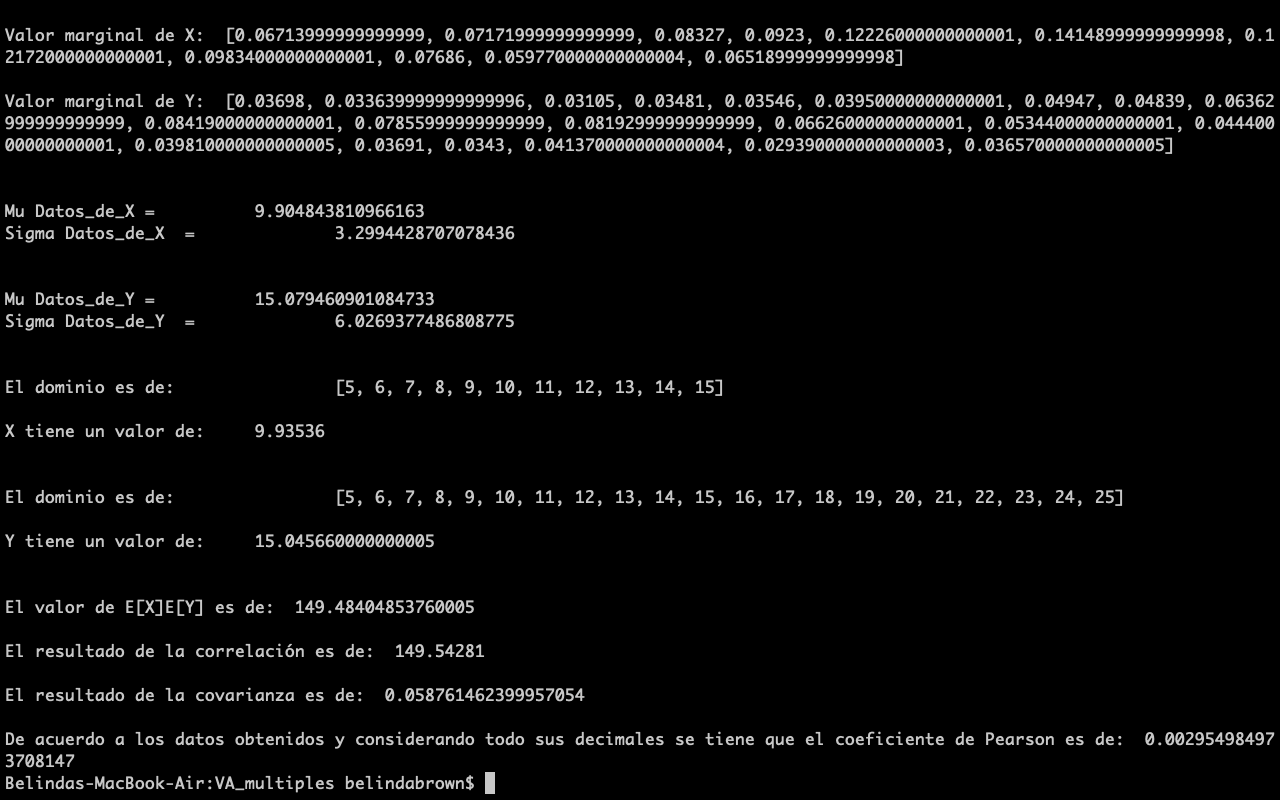 Valor marginal de X:  [0.06713999999999999, 0.07171999999999999, 0.08327, 0.0923, 0.12226000000000001, 0.14148999999999998, 0.1
2172000000000001, 0.09834000000000001, 0.07686, 0.059770000000000004, 0.06518999999999998]
Valor marginal de Y:  [0.03698, 0.033639999999999996, 0.03105, 0.03481, 0.03546, 0.03950000000000001, 0.04947, 0.04839, 0.06362
999999999999, 0.08419000000000001, 0.07855999999999999, 0.08192999999999999, 0.06626000000000001, 0.05344000000000001, 0.04440
0000000000001, 0.039810000000000005, 0.03691, 0.0343, 0.041370000000000004, 0.029390000000000003, 0.036570000000000005]
Mu Datos_de_X =          9.904843810966163
Sigma Datos_de_X  =              3.2994428707078436
Mu Datos_de_Y =          15.079460901084733
Sigma Datos_de_Y  =              6.0269377486808775
El dominio es de:                [5, 6, 7, 8, 9, 10, 11, 12, 13, 14, 15]
X tiene un valor de:     9.93536
El dominio es de:                [5, 6, 7, 8, 9, 10, 11, 12, 13, 14, 15, 16, 17, 18, 19, 20, 21, 22, 23, 24, 25]
Y tiene un valor de:     15.045660000000005
El valor de E[X]E[Y] es de:  149.48404853760005
El resultado de la correlación es de:  149.54281
El resultado de la covarianza es de:  0.058761462399957054
De acuerdo a los datos obtenidos y considerando todo sus decimales se tiene que el coeficiente de Pearson es de:  0.00295498497
3708147
Belindas-MacBook-Air:VA_multiples belindabrown$